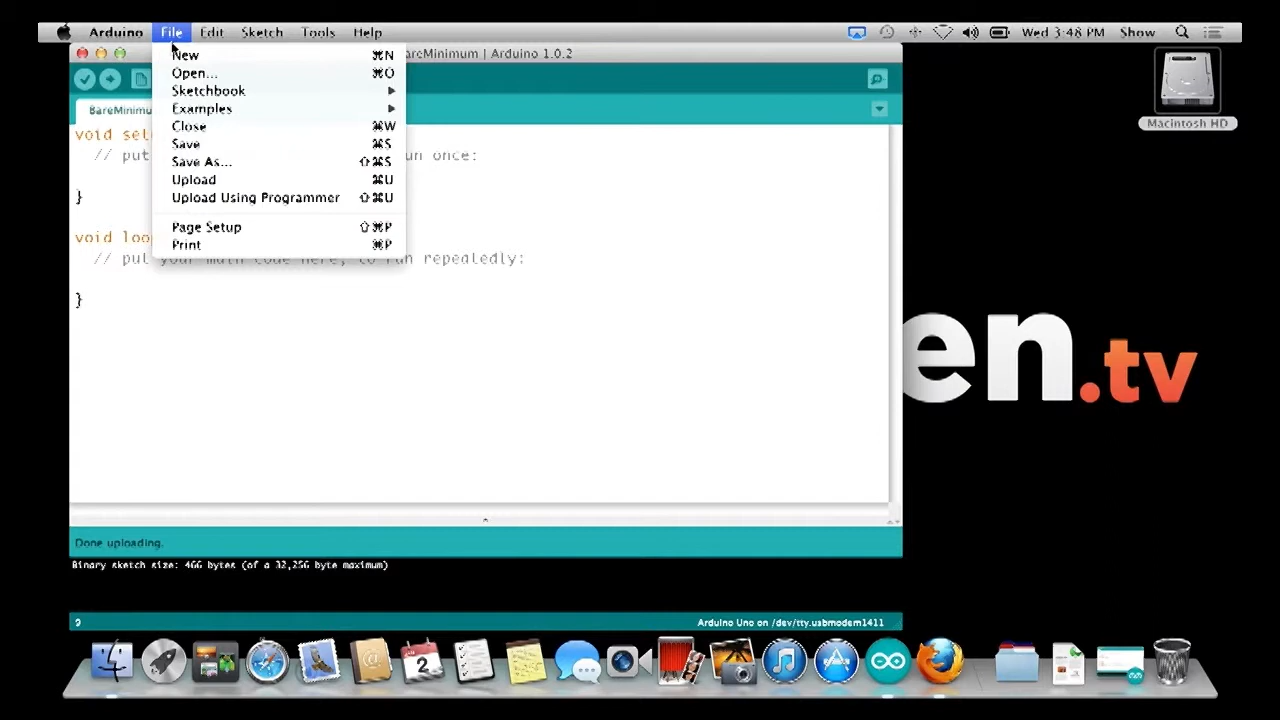 Arduino File Edit Sketch Tools Help Wed 3:48 PM Show
BareMinimum | Arduino 1.0.2
New ⌘N
Open... ⌘O
Sketchbook
Examples
Close ⌘W
Save ⌘S
Save As... ⇧⌘S
Upload ⌘U
Upload Using Programmer ⇧⌘U
Page Setup ⇧⌘P
Print ⌘P
Macintosh HD
BareMinimu
void set
// put un once:
}
void loo
// put your main code here, to run repeatedly:
}
en.tv
Done uploading.
Binary sketch size: 466 bytes (of a 32,256 byte maximum)
9 Arduino Uno on /dev/tty.usbmodem1411
2